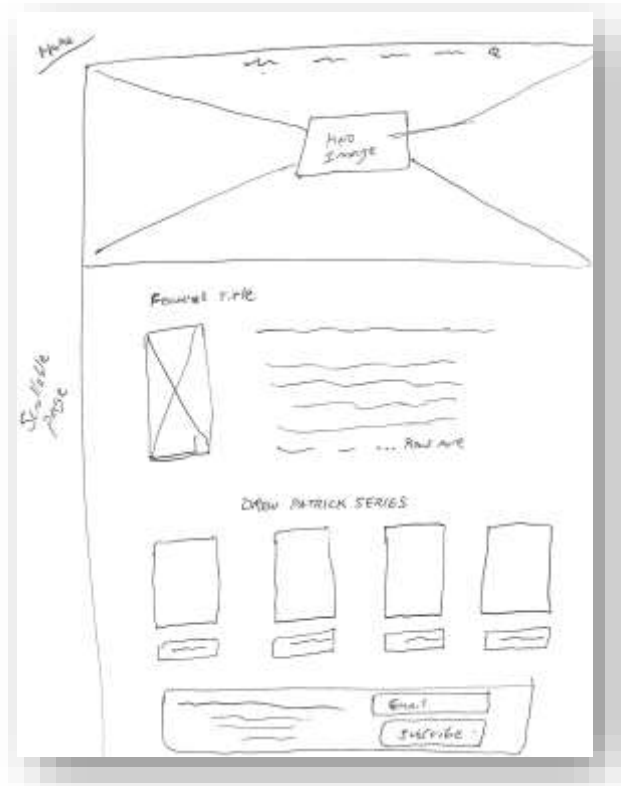 Home
Hero
Image
Featured Title
... Read more
Scrollable
Page
DREW PATRICK SERIES
Email
Subscribe